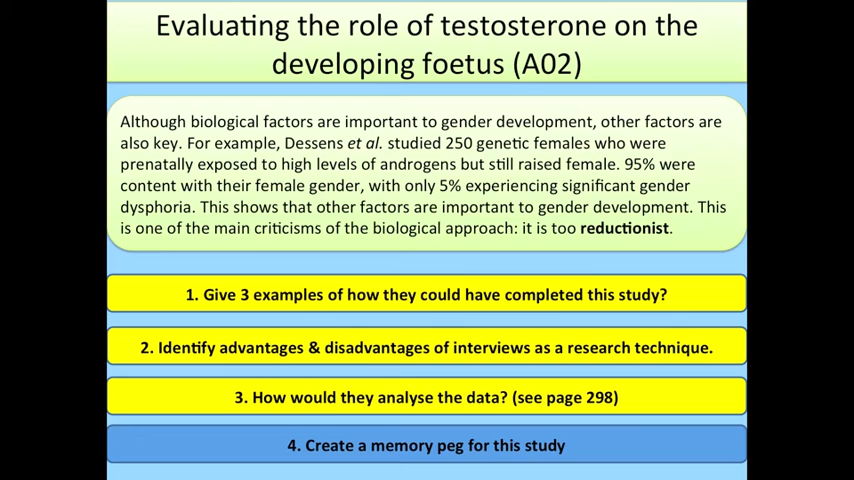 Evaluating the role of testosterone on the
developing foetus (A02)
Although biological factors are important to gender development, other factors are
also key. For example, Dessens et al. studied 250 genetic females who were
prenatally exposed to high levels of androgens but still raised female. 95% were
content with their female gender, with only 5% experiencing significant gender
dysphoria. This shows that other factors are important to gender development. This
is one of the main criticisms of the biological approach: it is too reductionist.
1. Give 3 examples of how they could have completed this study?
2. Identify advantages & disadvantages of interviews as a research technique.
3. How would they analyse the data? (see page 298)
4. Create a memory peg for this study